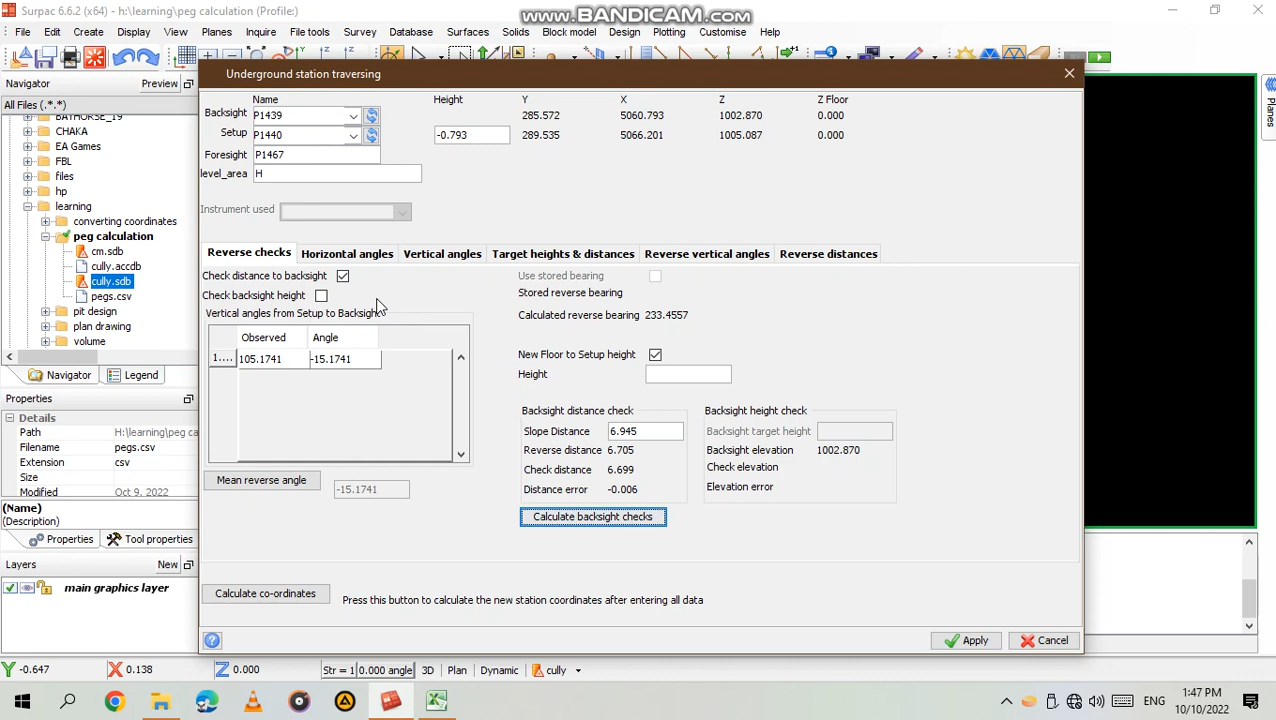 Surpac 6.6.2 (x64) - h:\learning\peg calculation (Profile:)
www.BANDICAM.com
File Edit Create Display View Planes Inquire File tools Survey Database Surfaces Solids Block model Design Plotting Customise Help
Navigator Preview
All Files (*.*)
BATHORSE_19
CHAKA
EA Games
FBL
files
hp
learning
converting coordinates
peg calculation
cm.sdb
cully.accdb
cully.sdb
pegs.csv
pit design
plan drawing
volume
Navigator Legend
Properties
Details
Path H:\learning\peg calc...
Filename pegs.csv
Extension csv
Size
Modified Oct 9, 2022
(Name)
(Description)
Properties Tool properties
Layers New
main graphics layer
Underground station traversing
Name Height Y X Z Z Floor
Backsight P1439 285.572 5060.793 1002.870 0.000
Setup P1440 -0.793 289.535 5066.201 1005.087 0.000
Foresight P1467
level_area H
Instrument used
Reverse checks Horizontal angles Vertical angles Target heights & distances Reverse vertical angles Reverse distances
Check distance to backsight
Check backsight height
Vertical angles from Setup to Backsight
Observed Angle
1.... 105.1741 -15.1741
Mean reverse angle -15.1741
Use stored bearing
Stored reverse bearing
Calculated reverse bearing 233.4557
New Floor to Setup height
Height
Backsight distance check
Slope Distance 6.945
Reverse distance 6.705
Check distance 6.699
Distance error -0.006
Calculate backsight checks
Backsight height check
Backsight target height
Backsight elevation 1002.870
Check elevation
Elevation error
Calculate co-ordinates Press this button to calculate the new station coordinates after entering all data
Apply Cancel
Planes
Y -0.647 X 0.138 Z 0.000 Str = 1 0.000 angle 3D Plan Dynamic cully
ENG 1:47 PM
10/10/2022